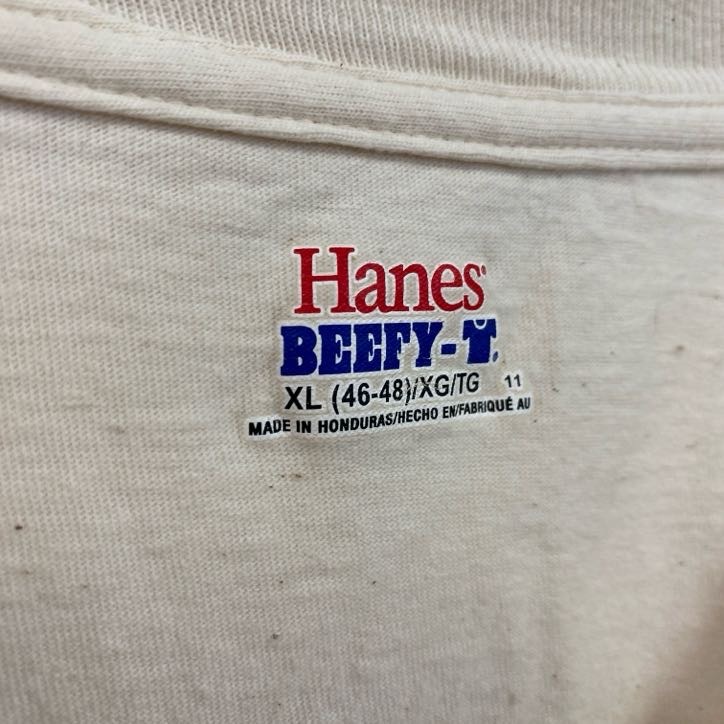 Hanes®
BEEFY-T®
XL (46-48)/XG/TG 11
MADE IN HONDURAS/HECHO EN/FABRIQUÉ AU